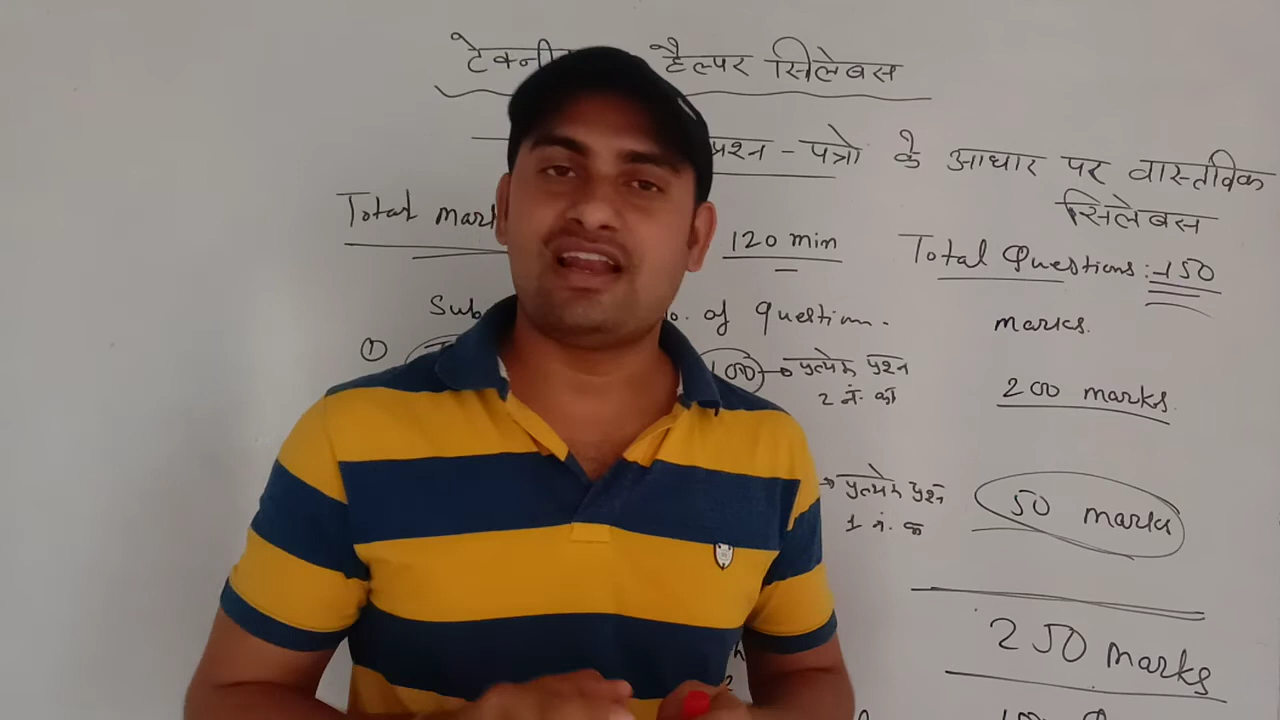 टेक्नी हैल्पर सिलेबस
प्रश्न - पत्रो के आधार पर वास्तविक
सिलेबस
Total mar 120 min Total Questions:- 150
Sub o. of question. marks.
① 100 → प्रत्येक प्रश्न 200 marks.
2 नं. का
→ प्रत्येक प्रश्न 50 marks
1 नं. क
250 marks